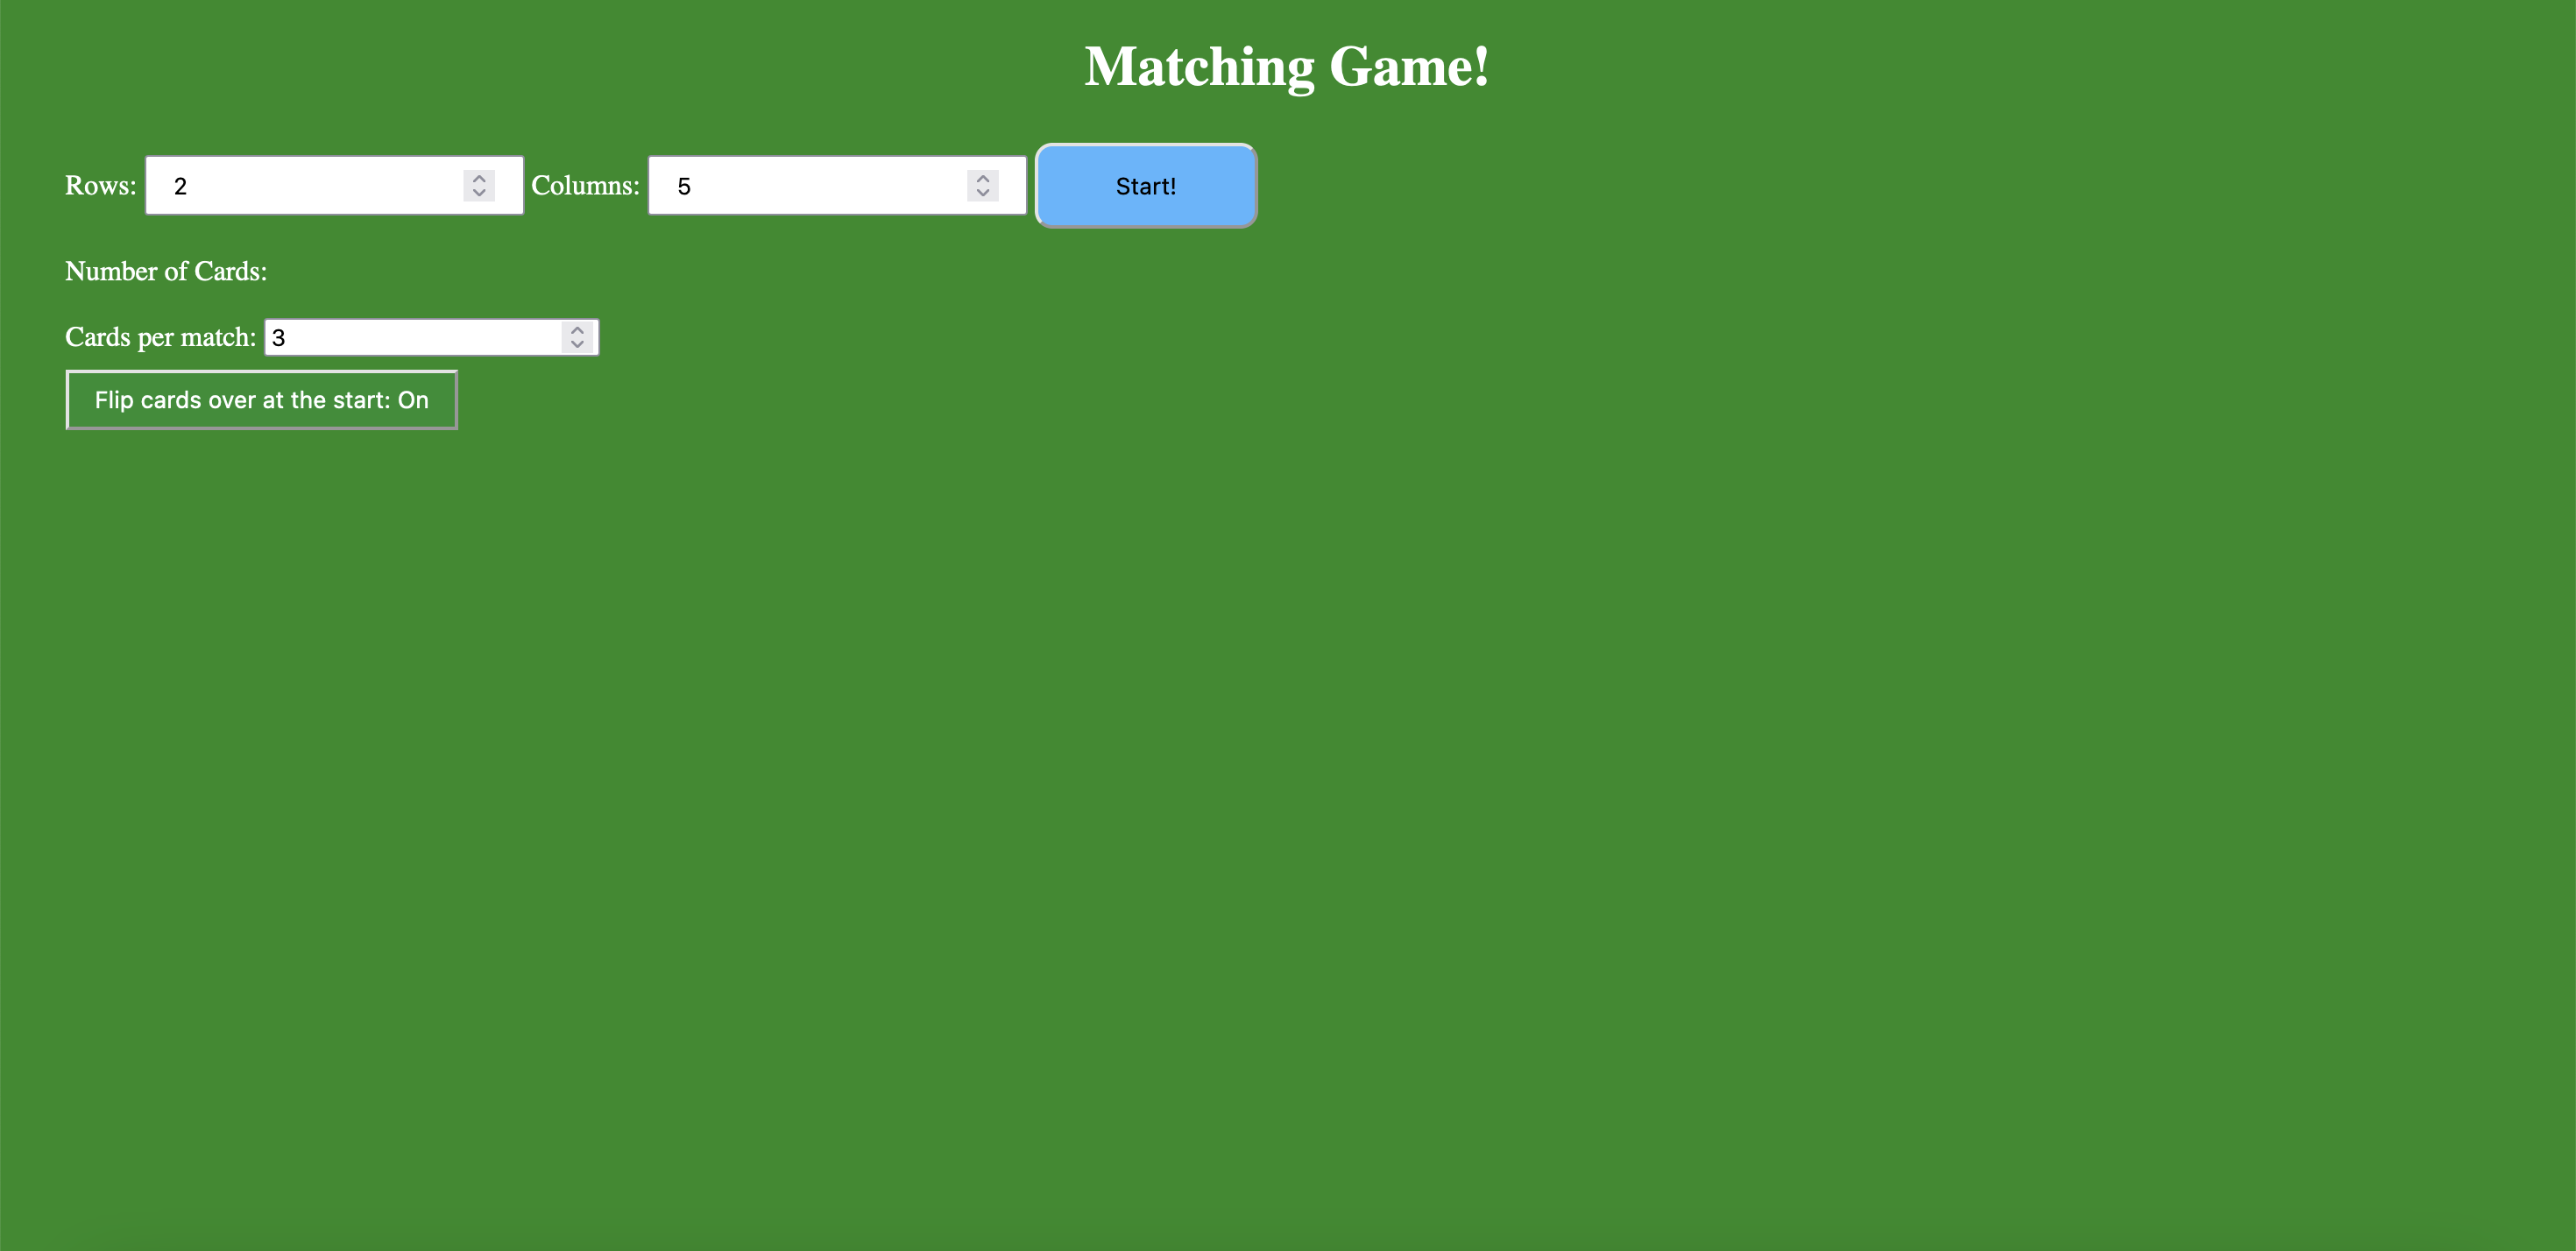 Matching Game!
Rows: 2 Columns: 5 Start!
Number of Cards:
Cards per match: 3
Flip cards over at the start: On